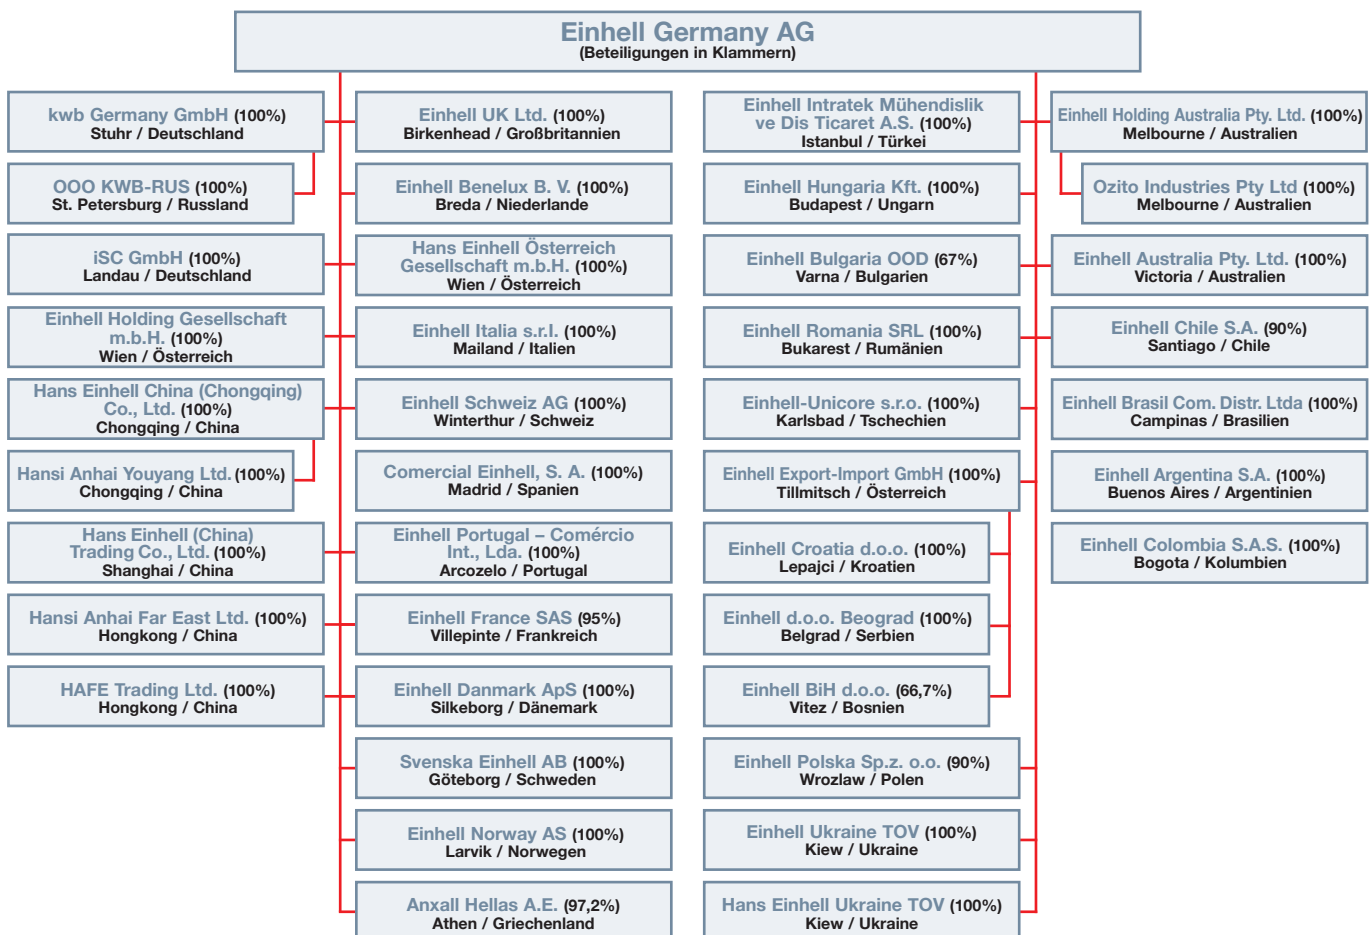 Einhell Germany AG
(Beteiligungen in Klammern)
kwb Germany GmbH (100%)
Stuhr / Deutschland
OOO KWB-RUS (100%)
St. Petersburg / Russland
iSC GmbH (100%)
Landau / Deutschland
Einhell Holding Gesellschaft
m.b.H. (100%)
Wien / Österreich
Hans Einhell China (Chongqing)
Co., Ltd. (100%)
Chongqing / China
Hansi Anhai Youyang Ltd. (100%)
Chongqing / China
Hans Einhell (China)
Trading Co., Ltd. (100%)
Shanghai / China
Hansi Anhai Far East Ltd. (100%)
Hongkong / China
HAFE Trading Ltd. (100%)
Hongkong / China
Einhell UK Ltd. (100%)
Birkenhead / Großbritannien
Einhell Benelux B. V. (100%)
Breda / Niederlande
Hans Einhell Österreich
Gesellschaft m.b.H. (100%)
Wien / Österreich
Einhell Italia s.r.l. (100%)
Mailand / Italien
Einhell Schweiz AG (100%)
Winterthur / Schweiz
Comercial Einhell, S. A. (100%)
Madrid / Spanien
Einhell Portugal – Comércio
Int., Lda. (100%)
Arcozelo / Portugal
Einhell France SAS (95%)
Villepinte / Frankreich
Einhell Danmark ApS (100%)
Silkeborg / Dänemark
Svenska Einhell AB (100%)
Göteborg / Schweden
Einhell Norway AS (100%)
Larvik / Norwegen
Anxall Hellas A.E. (97,2%)
Athen / Griechenland
Einhell Intratek Mühendislik
ve Dis Ticaret A.S. (100%)
Istanbul / Türkei
Einhell Hungaria Kft. (100%)
Budapest / Ungarn
Einhell Bulgaria OOD (67%)
Varna / Bulgarien
Einhell Romania SRL (100%)
Bukarest / Rumänien
Einhell-Unicore s.r.o. (100%)
Karlsbad / Tschechien
Einhell Export-Import GmbH (100%)
Tillmitsch / Österreich
Einhell Croatia d.o.o. (100%)
Lepajci / Kroatien
Einhell d.o.o. Beograd (100%)
Belgrad / Serbien
Einhell BiH d.o.o. (66,7%)
Vitez / Bosnien
Einhell Polska Sp.z. o.o. (90%)
Wrozlaw / Polen
Einhell Ukraine TOV (100%)
Kiew / Ukraine
Hans Einhell Ukraine TOV (100%)
Kiew / Ukraine
Einhell Holding Australia Pty. Ltd. (100%)
Melbourne / Australien
Ozito Industries Pty Ltd (100%)
Melbourne / Australien
Einhell Australia Pty. Ltd. (100%)
Victoria / Australien
Einhell Chile S.A. (90%)
Santiago / Chile
Einhell Brasil Com. Distr. Ltda (100%)
Campinas / Brasilien
Einhell Argentina S.A. (100%)
Buenos Aires / Argentinien
Einhell Colombia S.A.S. (100%)
Bogota / Kolumbien